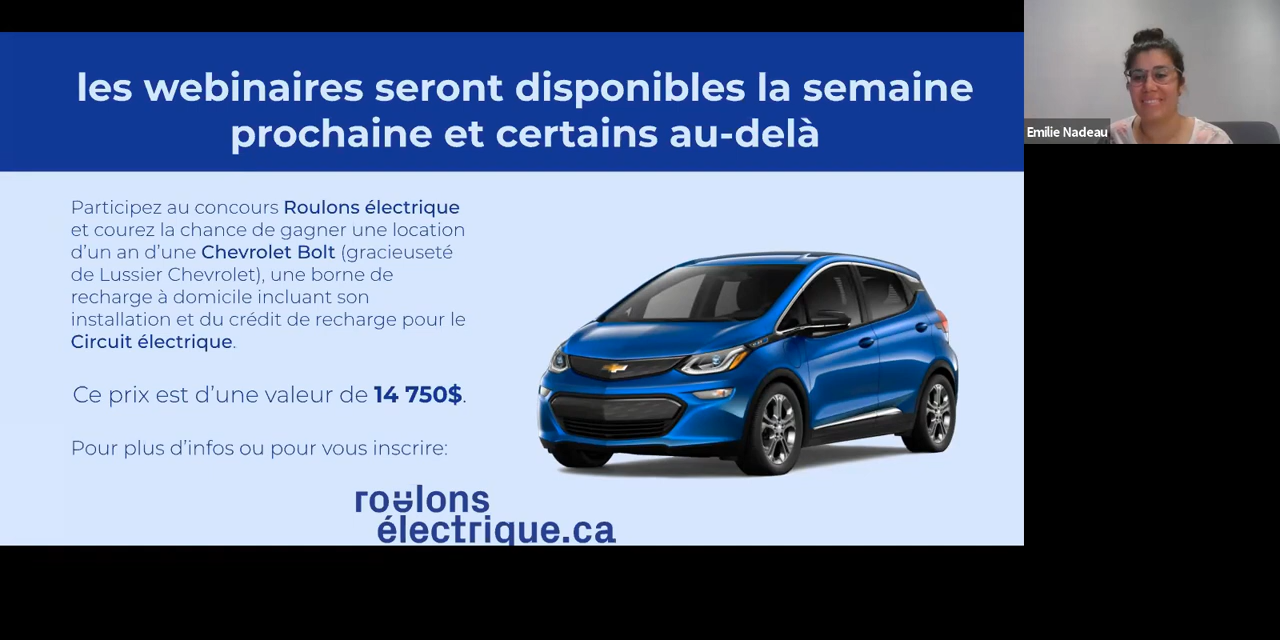 les webinaires seront disponibles la semaine
prochaine et certains au-delà
Participez au concours Roulons électrique
et courez la chance de gagner une location
d'un an d'une Chevrolet Bolt (gracieuseté
de Lussier Chevrolet), une borne de
recharge à domicile incluant son
installation et du crédit de recharge pour le
Circuit électrique.
Ce prix est d'une valeur de 14 750$.
Pour plus d'infos ou pour vous inscrire:
roulons
électrique.ca
Emilie Nadeau